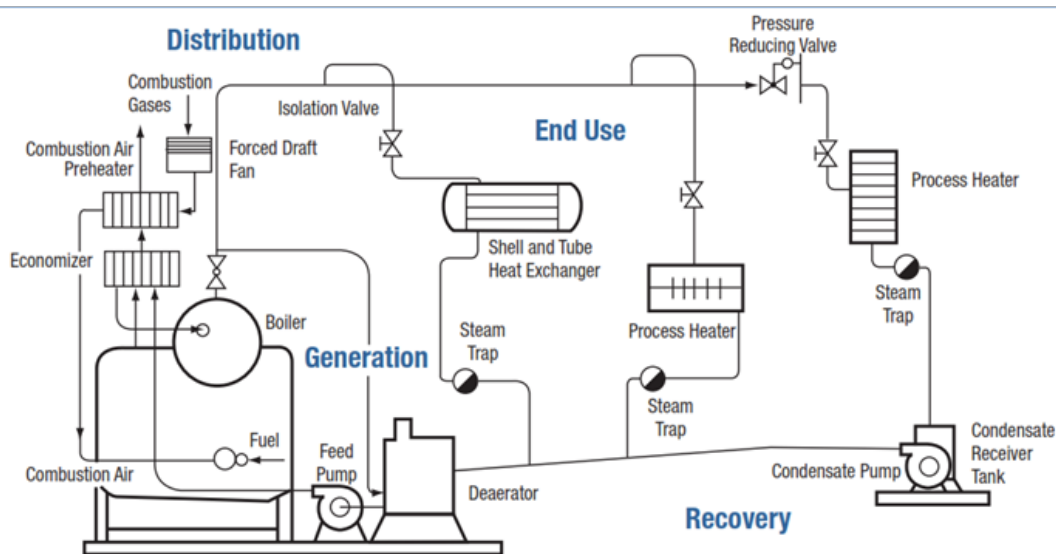 Distribution
Pressure
Reducing Valve
Combustion
Gases
Isolation Valve
End Use
Combustion Air
Preheater
Forced Draft
Fan
Process Heater
Economizer
Shell and Tube
Heat Exchanger
Steam
Trap
Boiler
Process Heater
Generation
Steam
Trap
Steam
Trap
Fuel
Feed
Pump
Combustion Air
Deaerator
Condensate Pump
Condensate
Receiver
Tank
Recovery